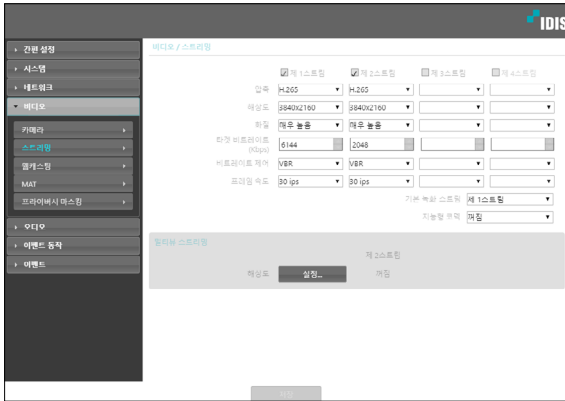 IDIS
간편 설정
시스템
네트워크
비디오
카메라
스트리밍
웹캐스팅
MAT
프라이버시 마스킹
오디오
이벤트 동작
이벤트
비디오 / 스트리밍
제 1스트림 제 2스트림 제 3스트림 제 4스트림
압축 H.265 H.265
해상도 3840x2160 3840x2160
화질 매우 높음 매우 높음
타겟 비트레이트 (Kbps) 6144 2048
비트레이트 제어 VBR VBR
프레임 속도 30 ips 30 ips
기본 녹화 스트림 제 1스트림
지능형 코덱 꺼짐
멀티뷰 스트리밍
제 2스트림
해상도 설정... 꺼짐
저장